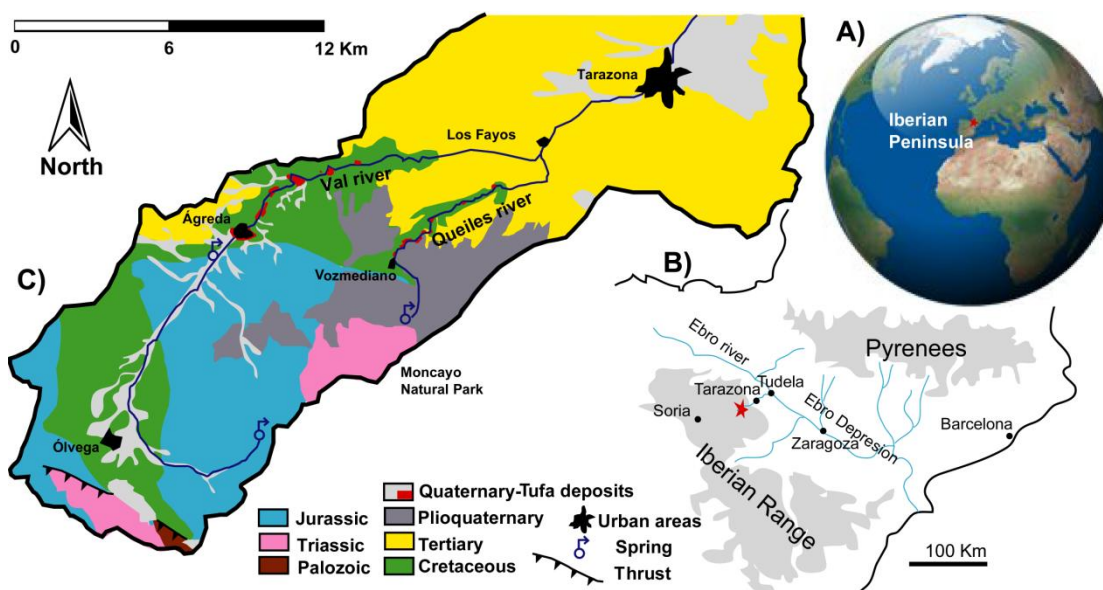 0 6 12 Km
North
Tarazona
Los Fayos
Val river
Queiles river
Ágreda
Vozmediano
C)
Moncayo
Natural Park
Ólvega
Jurassic
Triassic
Palozoic
Quaternary-Tufa deposits
Plioquaternary
Tertiary
Cretaceous
Urban areas
Spring
Thrust
A)
Iberian
Peninsula
B)
Ebro river
Pyrenees
Tarazona
Tudela
Soria
Ebro Depresion
Zaragoza
Barcelona
Iberian Range
100 Km